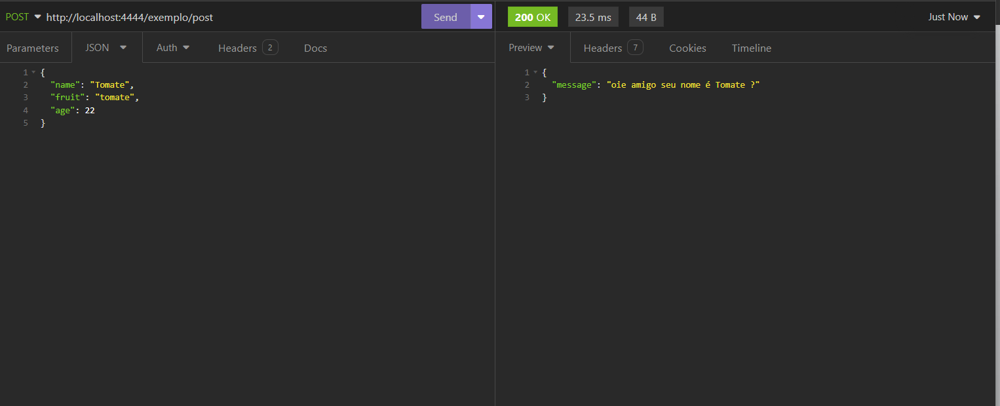 POST http://localhost:4444/exemplo/post Send
Parameters JSON Auth Headers 2 Docs
1 {
2 "name": "Tomate",
3 "fruit": "tomate",
4 "age": 22
5 }
200 OK 23.5 ms 44 B Just Now
Preview Headers 7 Cookies Timeline
1 {
2 "message": "oie amigo seu nome é Tomate ?"
3 }